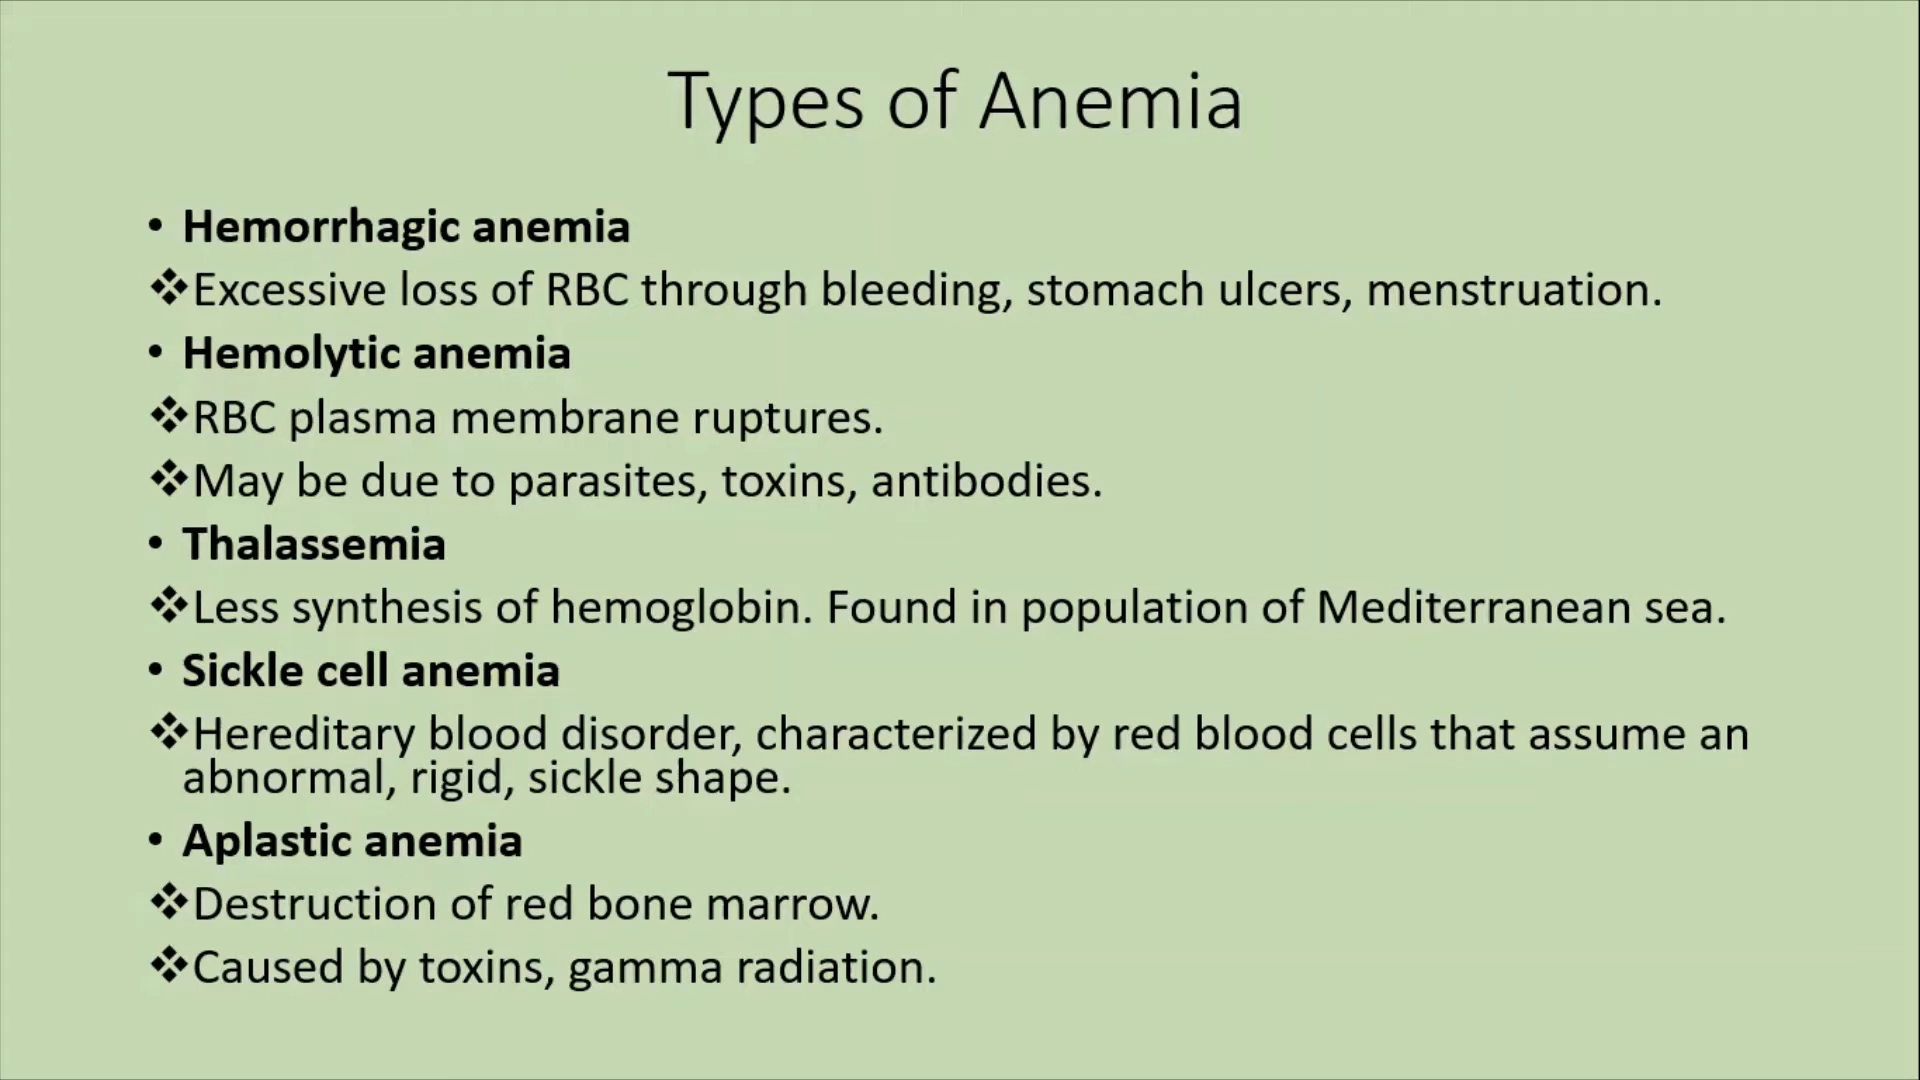 Types of Anemia
• Hemorrhagic anemia
❖Excessive loss of RBC through bleeding, stomach ulcers, menstruation.
• Hemolytic anemia
❖RBC plasma membrane ruptures.
❖May be due to parasites, toxins, antibodies.
• Thalassemia
❖Less synthesis of hemoglobin. Found in population of Mediterranean sea.
• Sickle cell anemia
❖Hereditary blood disorder, characterized by red blood cells that assume an
abnormal, rigid, sickle shape.
• Aplastic anemia
❖Destruction of red bone marrow.
❖Caused by toxins, gamma radiation.